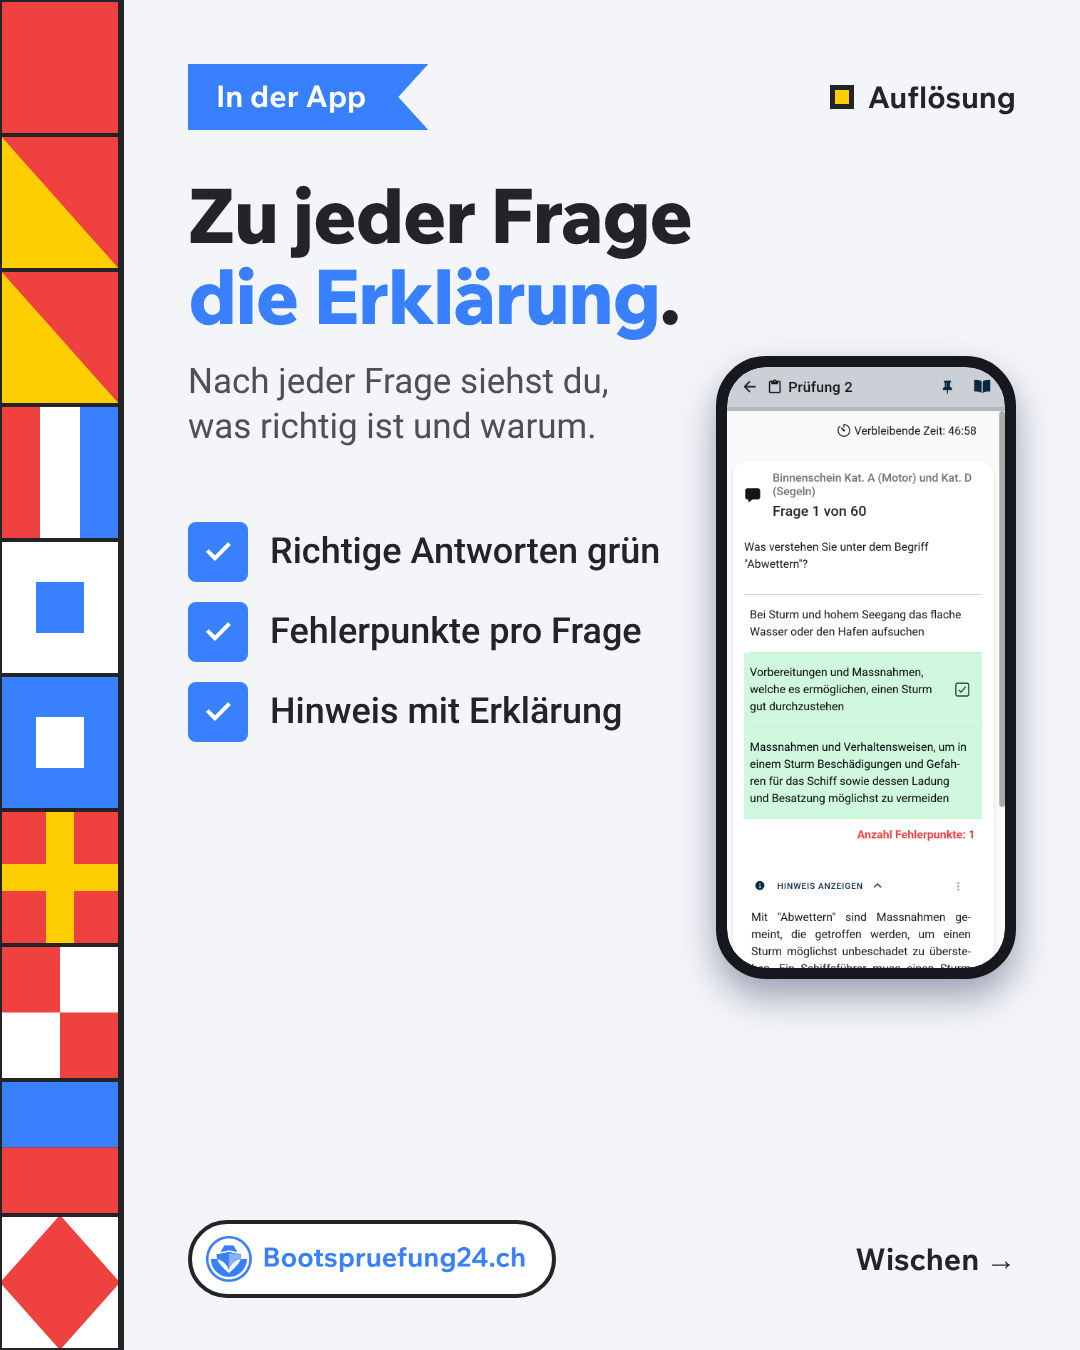 In der App
Auflösung
Zu jeder Frage
die Erklärung.
Nach jeder Frage siehst du,
was richtig ist und warum.
Richtige Antworten grün
Fehlerpunkte pro Frage
Hinweis mit Erklärung
Prüfung 2
Verbleibende Zeit: 46:58
Binnenschein Kat. A (Motor) und Kat. D
(Segeln)
Frage 1 von 60
Was verstehen Sie unter dem Begriff
"Abwettern"?
Bei Sturm und hohem Seegang das flache
Wasser oder den Hafen aufsuchen
Vorbereitungen und Massnahmen,
welche es ermöglichen, einen Sturm
gut durchzustehen
Massnahmen und Verhaltensweisen, um in
einem Sturm Beschädigungen und Gefah-
ren für das Schiff sowie dessen Ladung
und Besatzung möglichst zu vermeiden
Anzahl Fehlerpunkte: 1
HINWEIS ANZEIGEN
Mit "Abwettern" sind Massnahmen ge-
meint, die getroffen werden, um einen
Sturm möglichst unbeschadet zu überste-
hen. Ein Schiffsführer muss einen Sturm
Bootspruefung24.ch
Wischen →